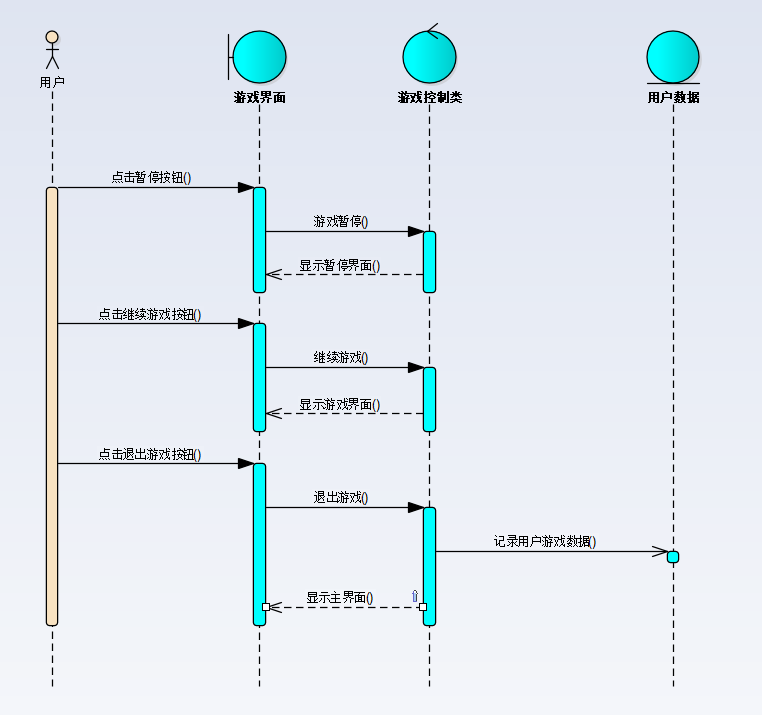 用户
游戏界面
游戏控制类
用户数据
点击暂停按钮()
游戏暂停()
显示暂停界面()
点击继续游戏按钮()
继续游戏()
显示游戏界面()
点击退出游戏按钮()
退出游戏()
记录用户游戏数据()
显示主界面()